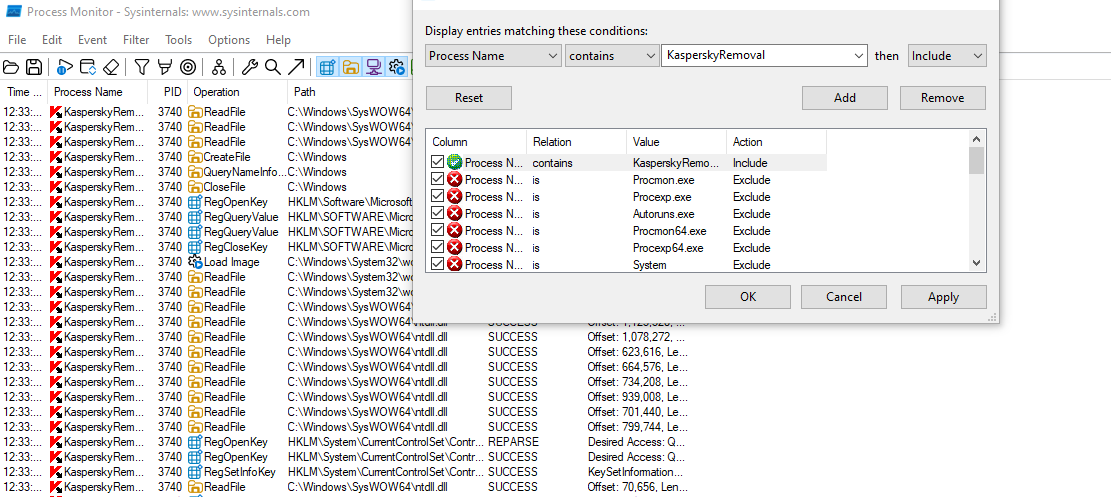 Process Monitor - Sysinternals: www.sysinternals.com
File Edit Event Filter Tools Options Help
Time ... Process Name PID Operation Path
12:33:... KasperskyRem... 3740 ReadFile C:\Windows\SysWOW64\
12:33:... KasperskyRem... 3740 ReadFile C:\Windows\SysWOW64\
12:33:... KasperskyRem... 3740 ReadFile C:\Windows\SysWOW64\
12:33:... KasperskyRem... 3740 CreateFile C:\Windows
12:33:... KasperskyRem... 3740 QueryNameInfo... C:\Windows
12:33:... KasperskyRem... 3740 CloseFile C:\Windows
12:33:... KasperskyRem... 3740 RegOpenKey HKLM\Software\Microsoft
12:33:... KasperskyRem... 3740 RegQueryValue HKLM\SOFTWARE\Micro
12:33:... KasperskyRem... 3740 RegQueryValue HKLM\SOFTWARE\Micro
12:33:... KasperskyRem... 3740 RegCloseKey HKLM\SOFTWARE\Micro
12:33:... KasperskyRem... 3740 Load Image C:\Windows\System32\wo
12:33:... KasperskyRem... 3740 ReadFile C:\Windows\System32\wo
12:33:... KasperskyRem... 3740 ReadFile C:\Windows\System32\wo
12:33:... KasperskyRem... 3740 ReadFile C:\Windows\SysWOW64\
12:33:... KasperskyRem... 3740 ReadFile C:\Windows\SysWOW64\ntdll.dll SUCCESS
12:33:... KasperskyRem... 3740 ReadFile C:\Windows\SysWOW64\ntdll.dll SUCCESS Offset: 1,078,272, ...
12:33:... KasperskyRem... 3740 ReadFile C:\Windows\SysWOW64\ntdll.dll SUCCESS Offset: 623,616, Len...
12:33:... KasperskyRem... 3740 ReadFile C:\Windows\SysWOW64\ntdll.dll SUCCESS Offset: 664,576, Len...
12:33:... KasperskyRem... 3740 ReadFile C:\Windows\SysWOW64\ntdll.dll SUCCESS Offset: 734,208, Len...
12:33:... KasperskyRem... 3740 ReadFile C:\Windows\SysWOW64\ntdll.dll SUCCESS Offset: 939,008, Len...
12:33:... KasperskyRem... 3740 ReadFile C:\Windows\SysWOW64\ntdll.dll SUCCESS Offset: 701,440, Len...
12:33:... KasperskyRem... 3740 ReadFile C:\Windows\SysWOW64\ntdll.dll SUCCESS Offset: 799,744, Len...
12:33:... KasperskyRem... 3740 RegOpenKey HKLM\System\CurrentControlSet\Contr... REPARSE Desired Access: Q...
12:33:... KasperskyRem... 3740 RegOpenKey HKLM\System\CurrentControlSet\Contr... SUCCESS Desired Access: Q...
12:33:... KasperskyRem... 3740 RegSetInfoKey HKLM\System\CurrentControlSet\Contr... SUCCESS KeySetInformation...
12:33:... KasperskyRem... 3740 ReadFile C:\Windows\SysWOW64\ntdll.dll SUCCESS Offset: 70,656, Len...
Display entries matching these conditions:
Process Name contains KasperskyRemoval then Include
Reset Add Remove
Column Relation Value Action
Process N... contains KasperskyRemo... Include
Process N... is Procmon.exe Exclude
Process N... is Procexp.exe Exclude
Process N... is Autoruns.exe Exclude
Process N... is Procmon64.exe Exclude
Process N... is Procexp64.exe Exclude
Process N... is System Exclude
OK Cancel Apply